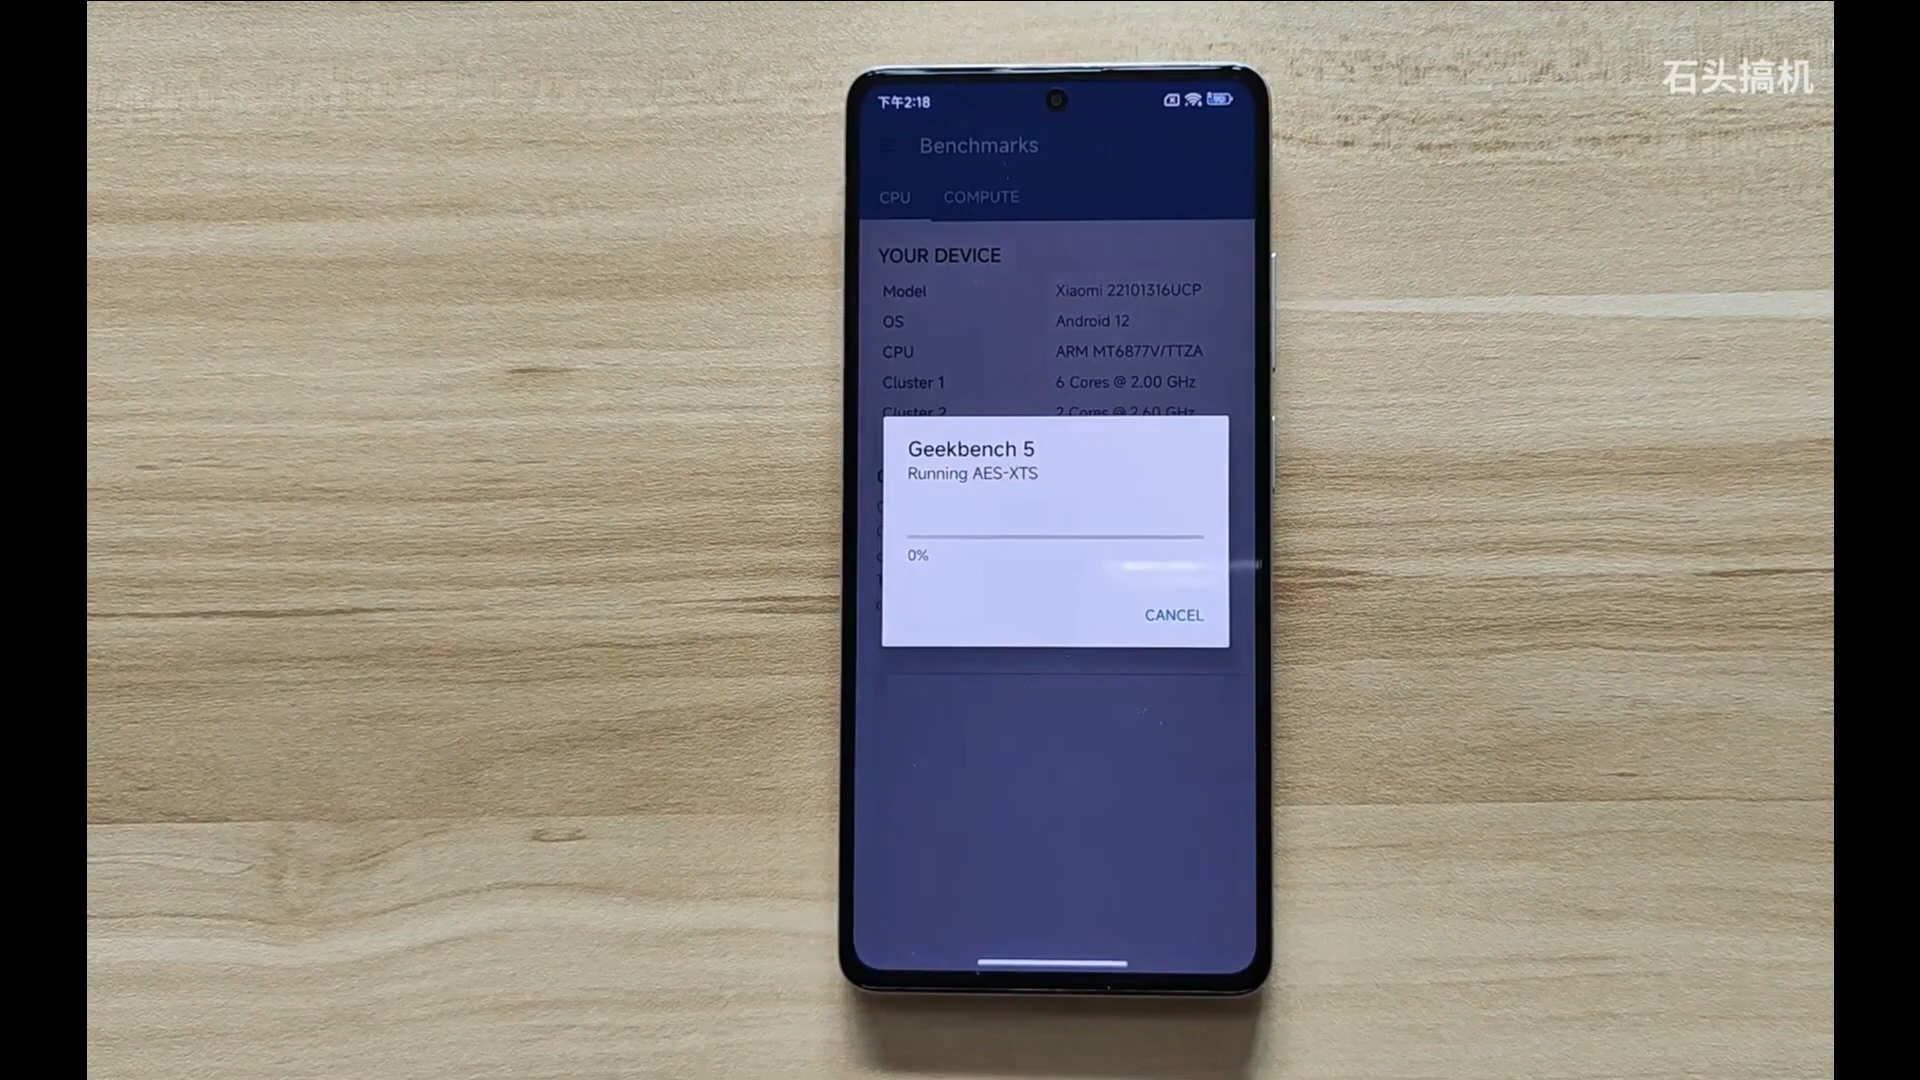 石头搞机
下午2:18
Benchmarks
CPU COMPUTE
YOUR DEVICE
Model Xiaomi 22101316UCP
OS Android 12
CPU ARM MT6877V/TTZA
Cluster 1 6 Cores @ 2.00 GHz
Cluster 2 2 Cores @ 2.60 GHz
Geekbench 5
Running AES-XTS
0%
CANCEL